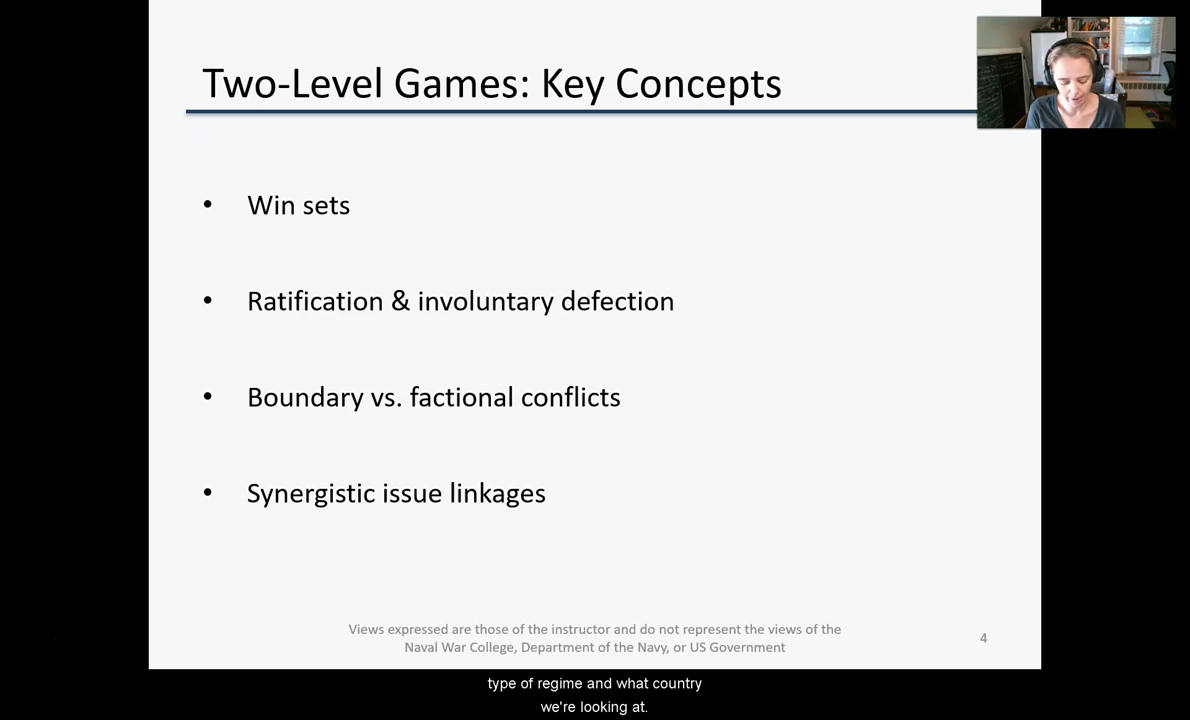 Two-Level Games: Key Concepts
• Win sets
• Ratification & involuntary defection
• Boundary vs. factional conflicts
• Synergistic issue linkages
Views expressed are those of the instructor and do not represent the views of the
Naval War College, Department of the Navy, or US Government
4
type of regime and what country
we're looking at.